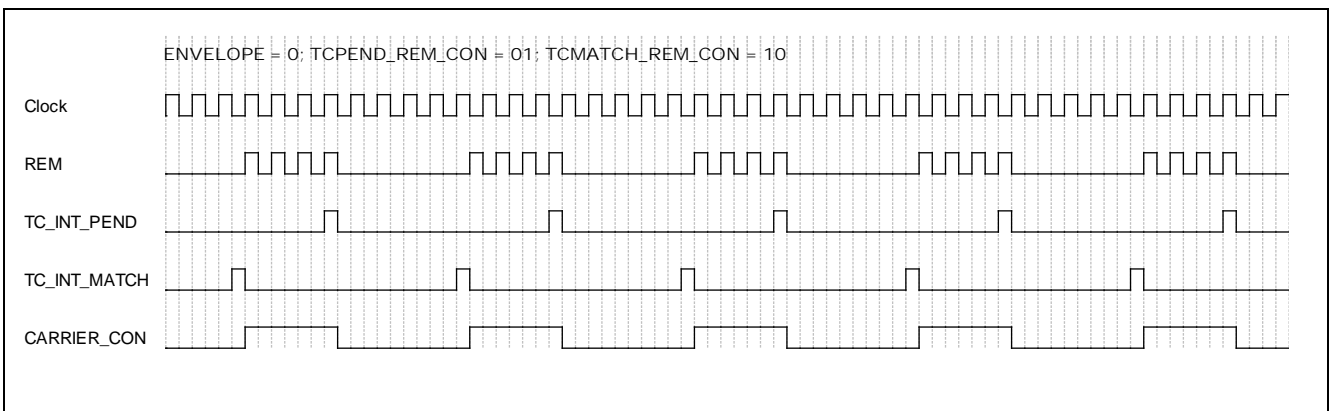 ENVELOPE = 0; TCPEND_REM_CON = 01; TCMATCH_REM_CON = 10
Clock
REM
TC_INT_PEND
TC_INT_MATCH
CARRIER_CON